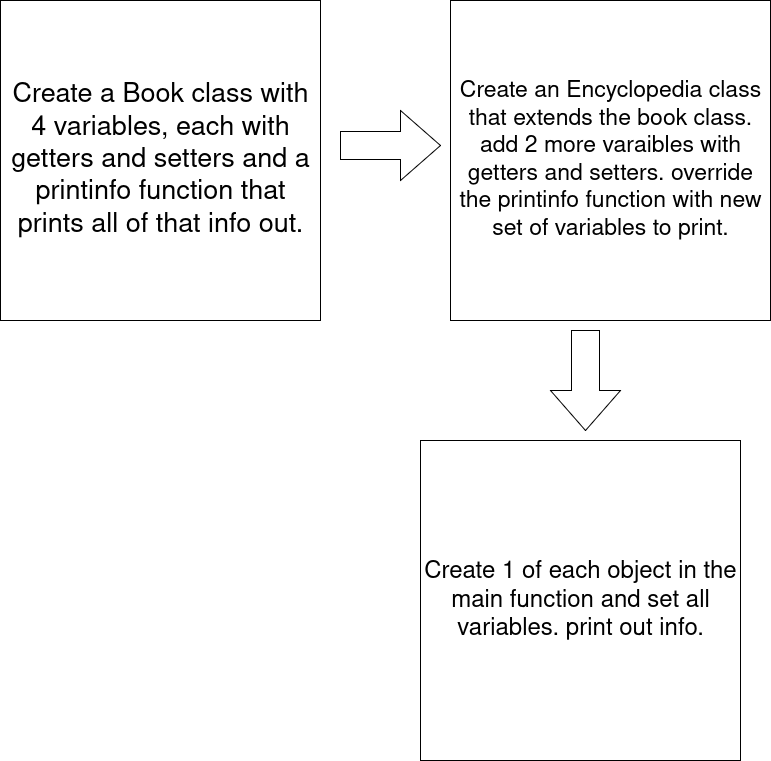 Create a Book class with
4 variables, each with
getters and setters and a
printinfo function that
prints all of that info out.
Create an Encyclopedia class
that extends the book class.
add 2 more varaibles with
getters and setters. override
the printinfo function with new
set of variables to print.
Create 1 of each object in the
main function and set all
variables. print out info.